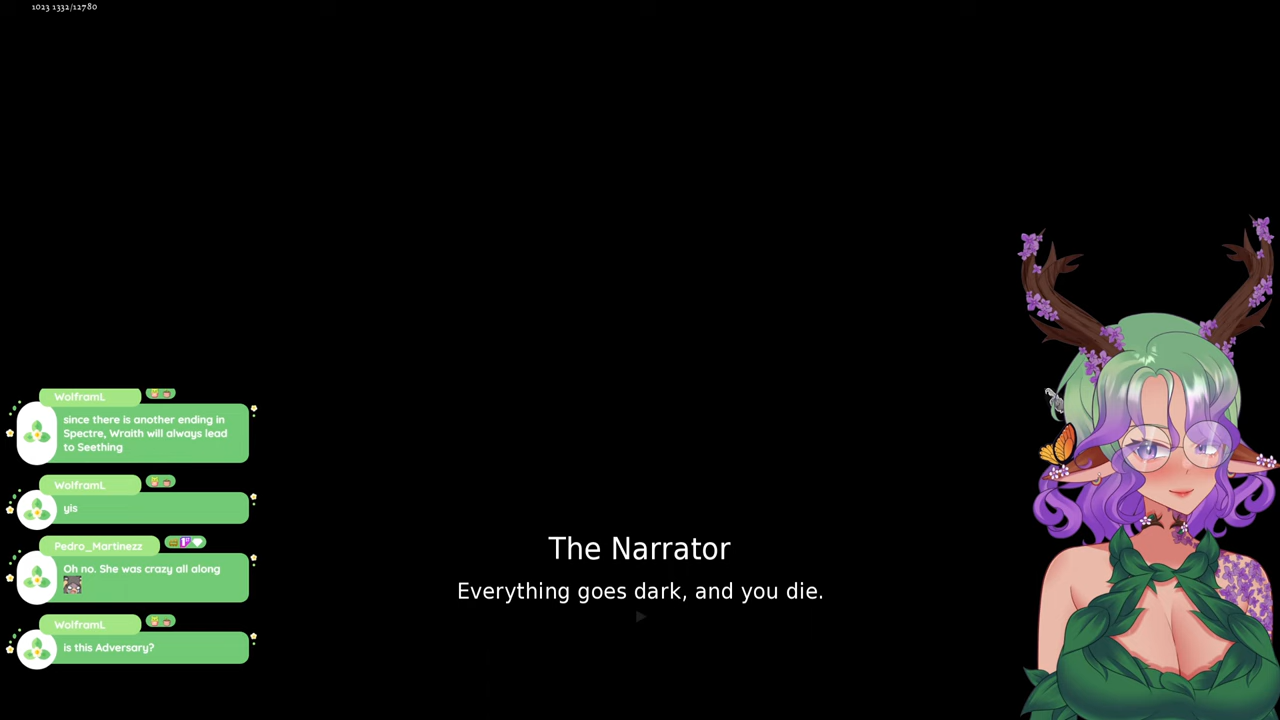 1023 1332/12780
WolframL
since there is another ending in
Spectre, Wraith will always lead
to Seething
WolframL
yis
Pedro_Martinezz
Oh no. She was crazy all along
WolframL
is this Adversary?
The Narrator
Everything goes dark, and you die.